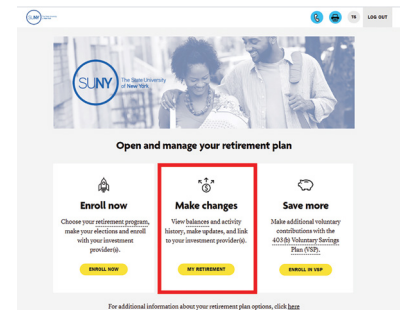 SUNY
TS
LOG OUT
SUNY
The State University
of New York
Open and manage your retirement plan
Enroll now
Choose your retirement program,
make your elections and enroll
with your investment
provider(s).
ENROLL NOW
Make changes
View balances and activity
history, make updates, and link
to your investment provider(s).
MY RETIREMENT
Save more
Make additional voluntary
contributions with the
403(b) Voluntary Savings
Plan (VSP).
ENROLL IN VSP
For additional information about your retirement plan options, click here